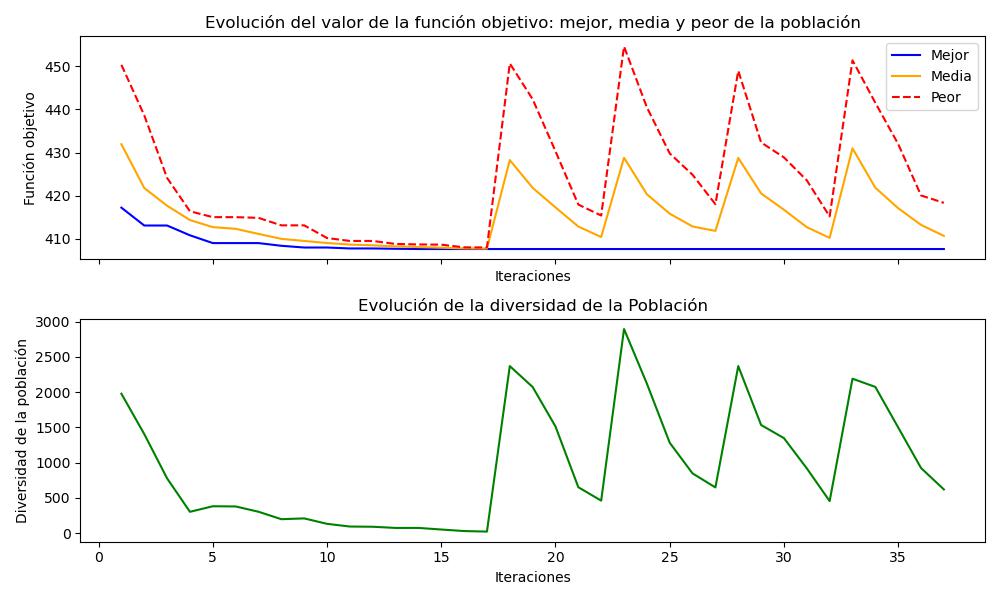 Evolución del valor de la función objetivo: mejor, media y peor de la población
Función objetivo
450
440
430
420
410
Mejor
Media
Peor
Iteraciones
Evolución de la diversidad de la Población
Diversidad de la población
3000
2500
2000
1500
1000
500
0
0 5 10 15 20 25 30 35
Iteraciones